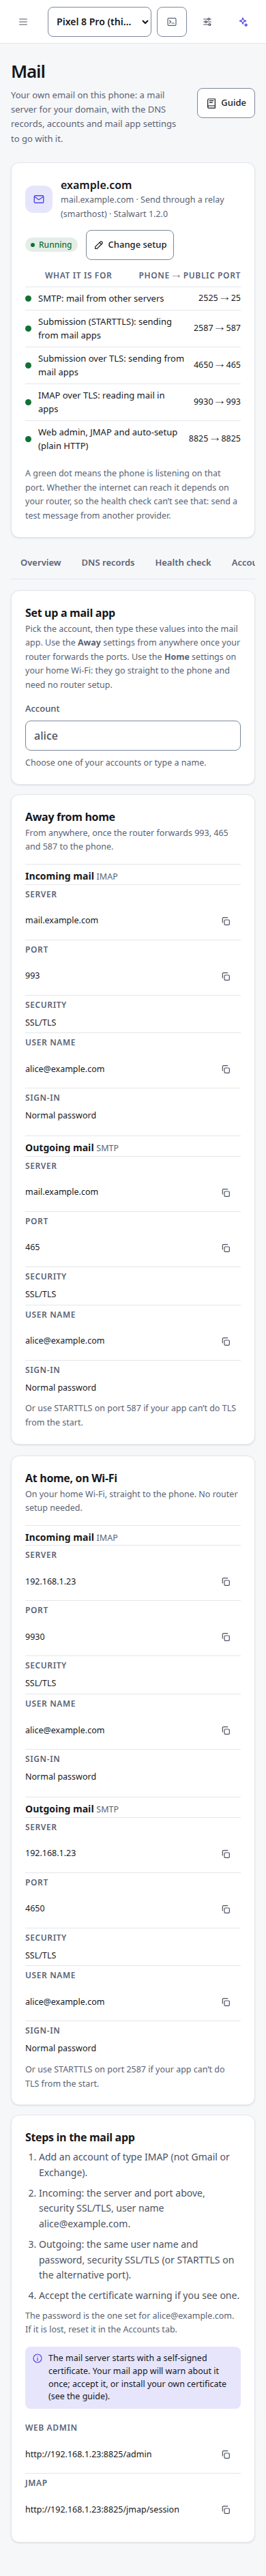 Pixel 8 Pro (thi...
Mail
Your own email on this phone: a mail
server for your domain, with the DNS
records, accounts and mail app settings
to go with it.
Guide
example.com
mail.example.com · Send through a relay
(smarthost) · Stalwart 1.2.0
Running
Change setup
WHAT IT IS FOR PHONE → PUBLIC PORT
SMTP: mail from other servers 2525 → 25
Submission (STARTTLS): sending
from mail apps 2587 → 587
Submission over TLS: sending from
mail apps 4650 → 465
IMAP over TLS: reading mail in
apps 9930 → 993
Web admin, JMAP and auto-setup
(plain HTTP) 8825 → 8825
A green dot means the phone is listening on that
port. Whether the internet can reach it depends on
your router, so the health check can't see that: send a
test message from another provider.
Overview DNS records Health check Accou
Set up a mail app
Pick the account, then type these values into the mail
app. Use the Away settings from anywhere once your
router forwards the ports. Use the Home settings on
your home Wi-Fi: they go straight to the phone and
need no router setup.
Account
alice
Choose one of your accounts or type a name.
Away from home
From anywhere, once the router forwards 993, 465
and 587 to the phone.
Incoming mail IMAP
SERVER
mail.example.com
PORT
993
SECURITY
SSL/TLS
USER NAME
alice@example.com
SIGN-IN
Normal password
Outgoing mail SMTP
SERVER
mail.example.com
PORT
465
SECURITY
SSL/TLS
USER NAME
alice@example.com
SIGN-IN
Normal password
Or use STARTTLS on port 587 if your app can't do TLS
from the start.
At home, on Wi-Fi
On your home Wi-Fi, straight to the phone. No router
setup needed.
Incoming mail IMAP
SERVER
192.168.1.23
PORT
9930
SECURITY
SSL/TLS
USER NAME
alice@example.com
SIGN-IN
Normal password
Outgoing mail SMTP
SERVER
192.168.1.23
PORT
4650
SECURITY
SSL/TLS
USER NAME
alice@example.com
SIGN-IN
Normal password
Or use STARTTLS on port 2587 if your app can't do
TLS from the start.
Steps in the mail app
1. Add an account of type IMAP (not Gmail or
Exchange).
2. Incoming: the server and port above,
security SSL/TLS, user name
alice@example.com.
3. Outgoing: the same user name and
password, security SSL/TLS (or STARTTLS on
the alternative port).
4. Accept the certificate warning if you see one.
The password is the one set for alice@example.com.
If it is lost, reset it in the Accounts tab.
The mail server starts with a self-signed
certificate. Your mail app will warn about it
once; accept it, or install your own certificate
(see the guide).
WEB ADMIN
http://192.168.1.23:8825/admin
JMAP
http://192.168.1.23:8825/jmap/session